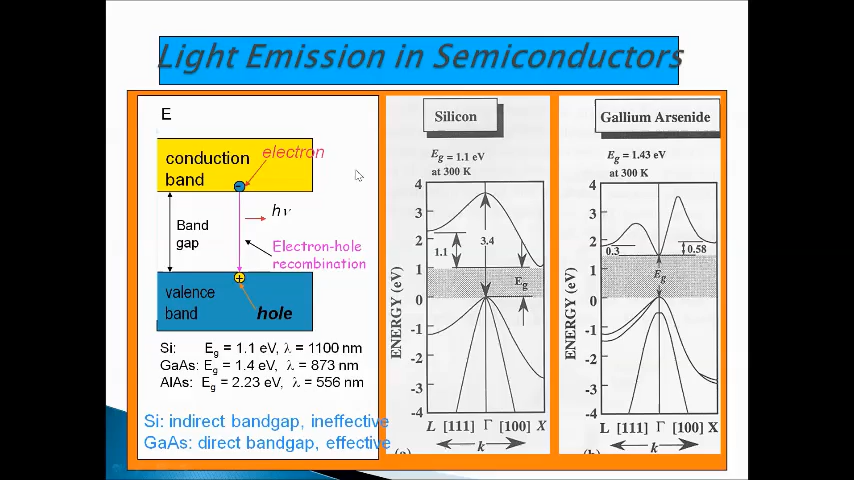 Light Emission in Semiconductors
E
conduction
band
electron
hν
Band
gap
Electron-hole
recombination
valence
band
hole
Si: Eg = 1.1 eV, λ = 1100 nm
GaAs: Eg = 1.4 eV, λ = 873 nm
AlAs: Eg = 2.23 eV, λ = 556 nm
Si: indirect bandgap, ineffective
GaAs: direct bandgap, effective
Silicon
Eg = 1.1 eV
at 300 K
4
3
2
1
0
-1
-2
-3
-4
ENERGY (eV)
1.1
3.4
Eg
L [111] Γ [100] X
k
Gallium Arsenide
Eg = 1.43 eV
at 300 K
4
3
2
1
0
-1
-2
-3
-4
ENERGY (eV)
0.3
0.58
Eg
L [111] Γ [100] X
k